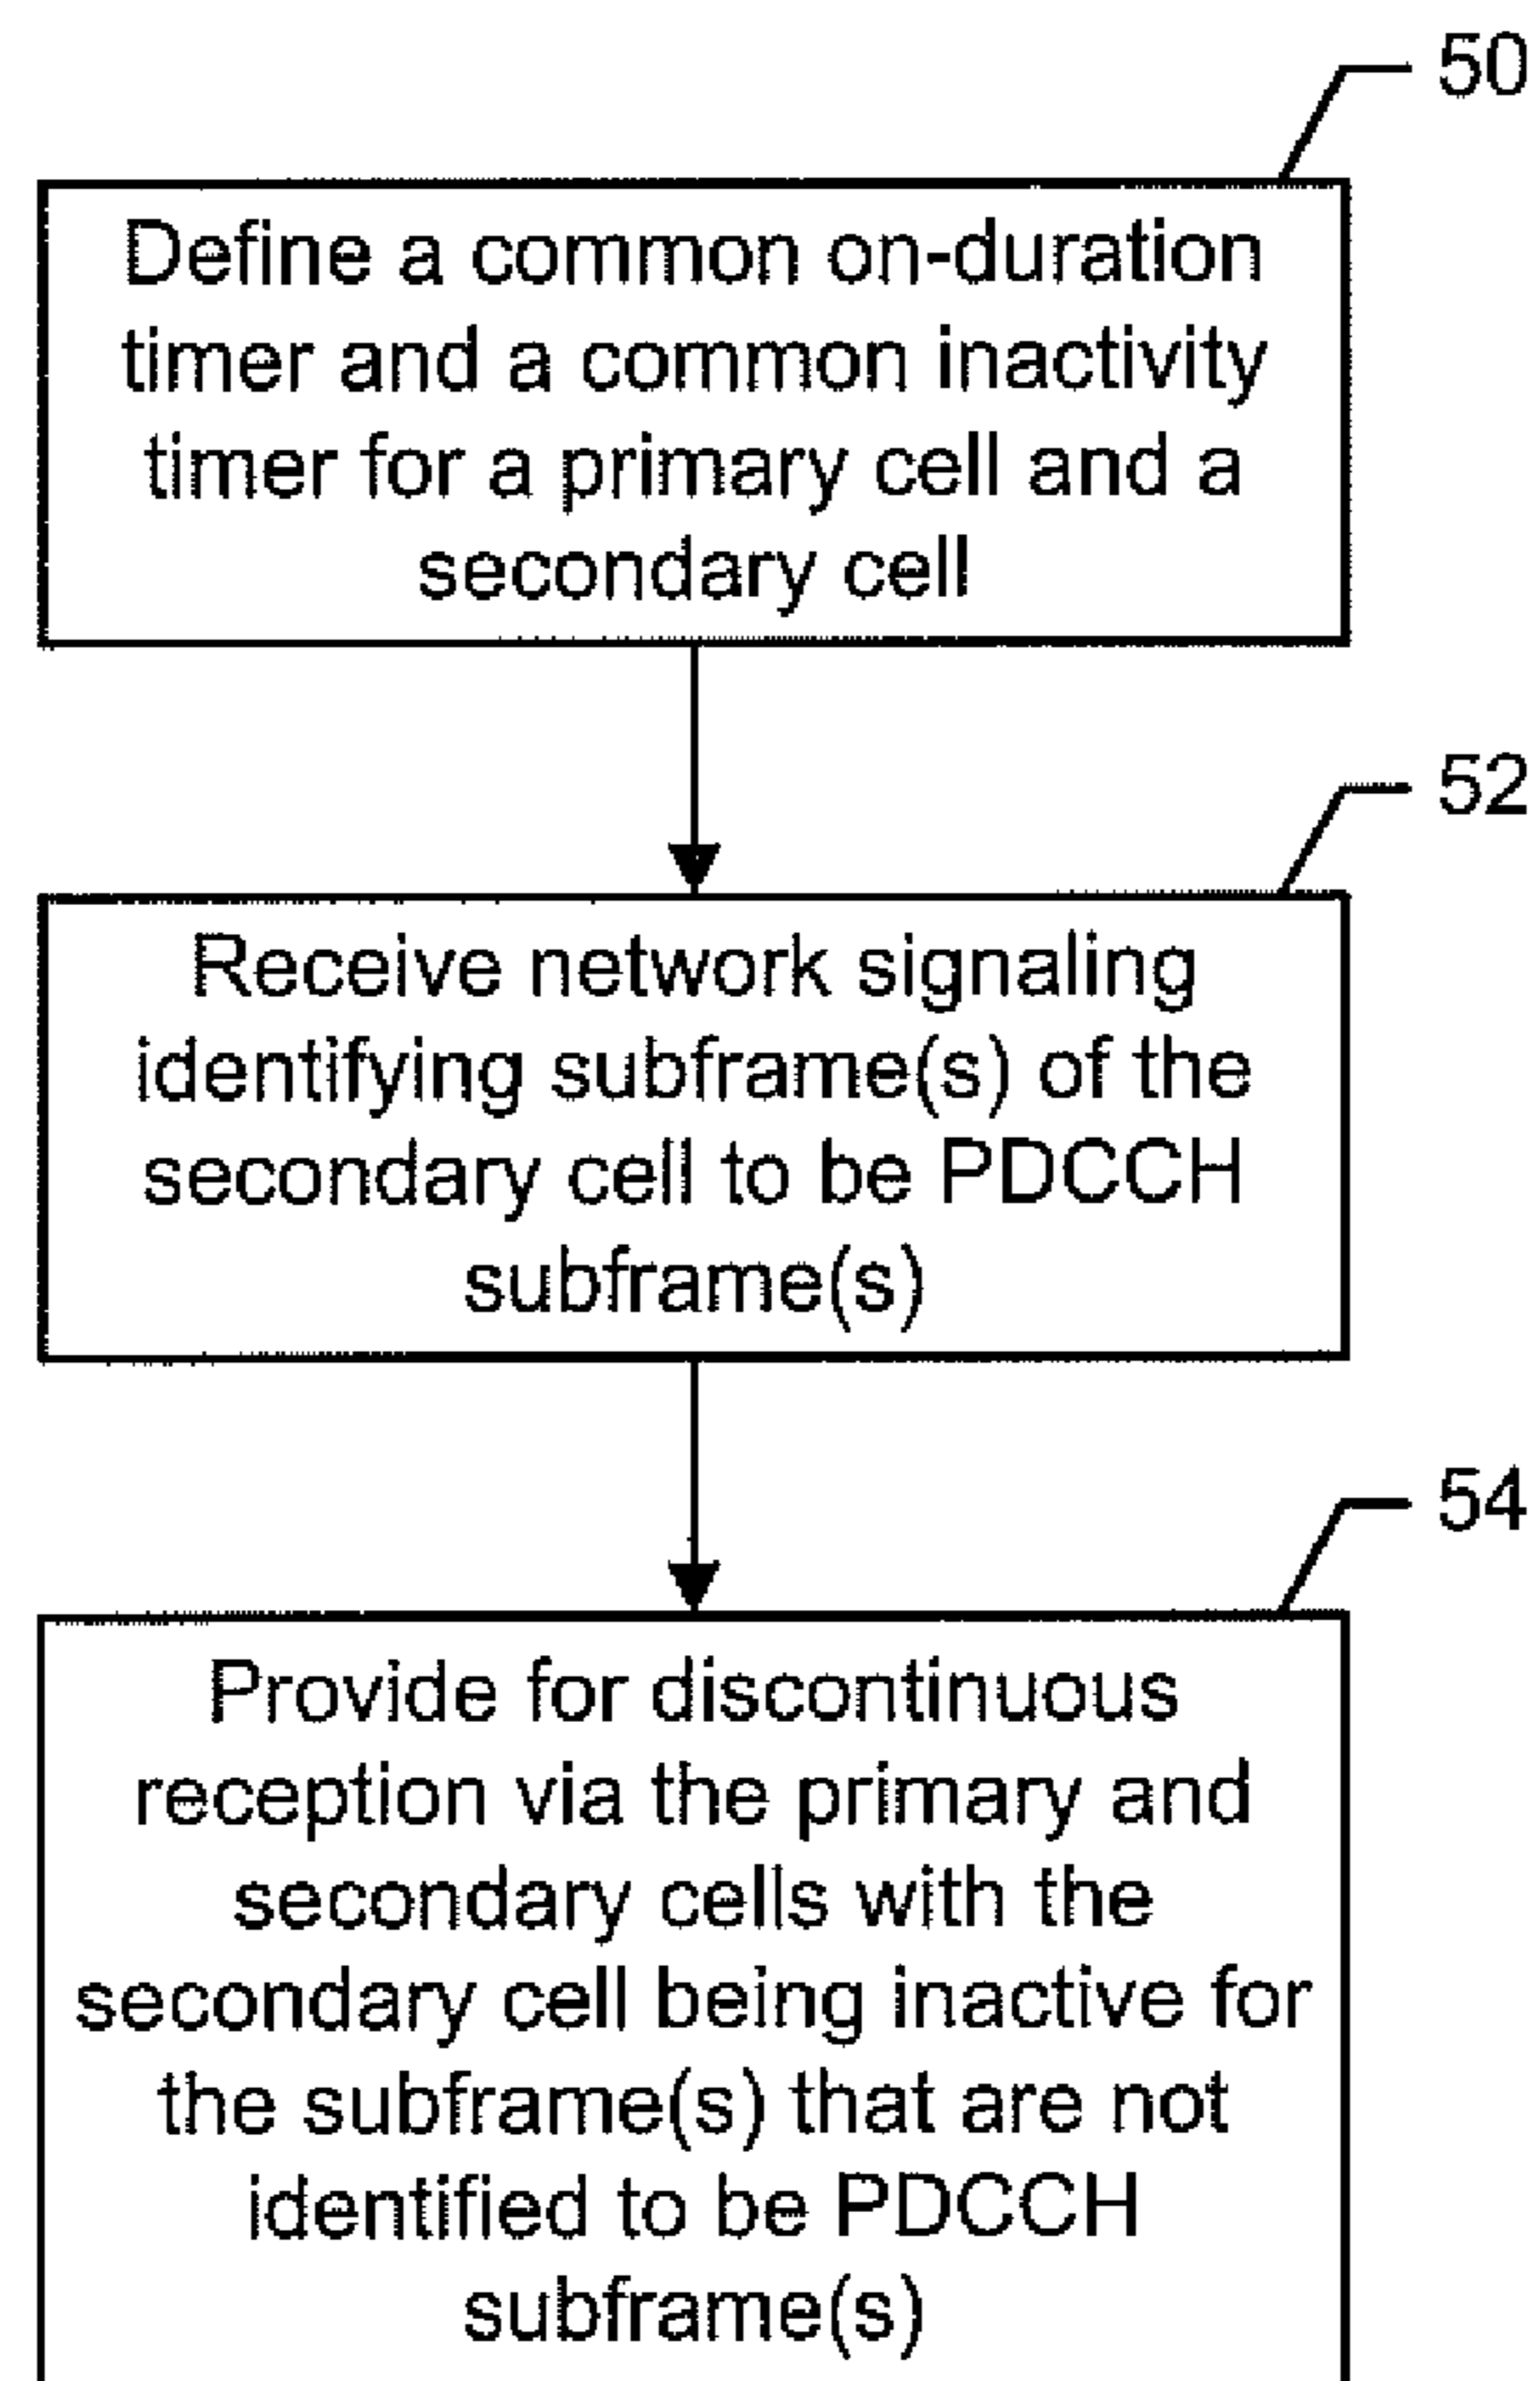 50
Define a common on-duration
timer and a common inactivity
timer for a primary cell and a
secondary cell
52
Receive network signaling
identifying subframe(s) of the
secondary cell to be PDCCH
subframe(s)
54
Provide for discontinuous
reception via the primary and
secondary cells with the
secondary cell being inactive for
the subframe(s) that are not
identified to be PDCCH
subframe(s)